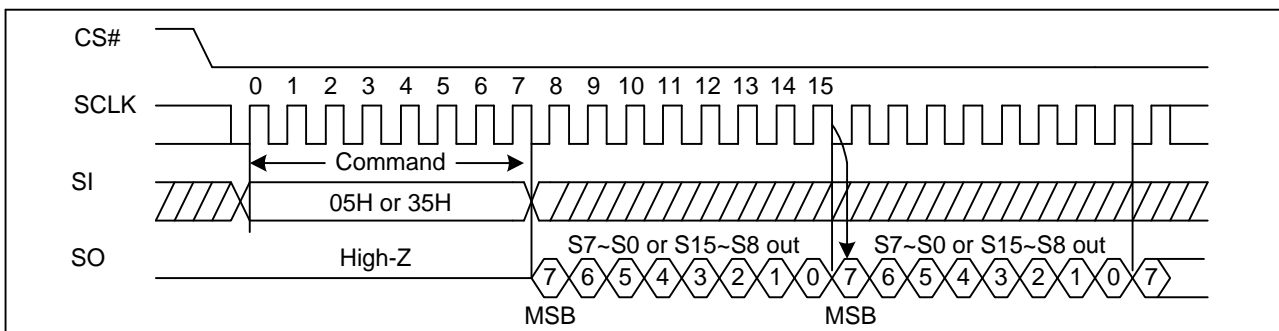 CS#
0 1 2 3 4 5 6 7 8 9 10 11 12 13 14 15
SCLK
Command
SI
05H or 35H
S7~S0 or S15~S8 out S7~S0 or S15~S8 out
SO High-Z
7 6 5 4 3 2 1 0 7 6 5 4 3 2 1 0 7
MSB MSB